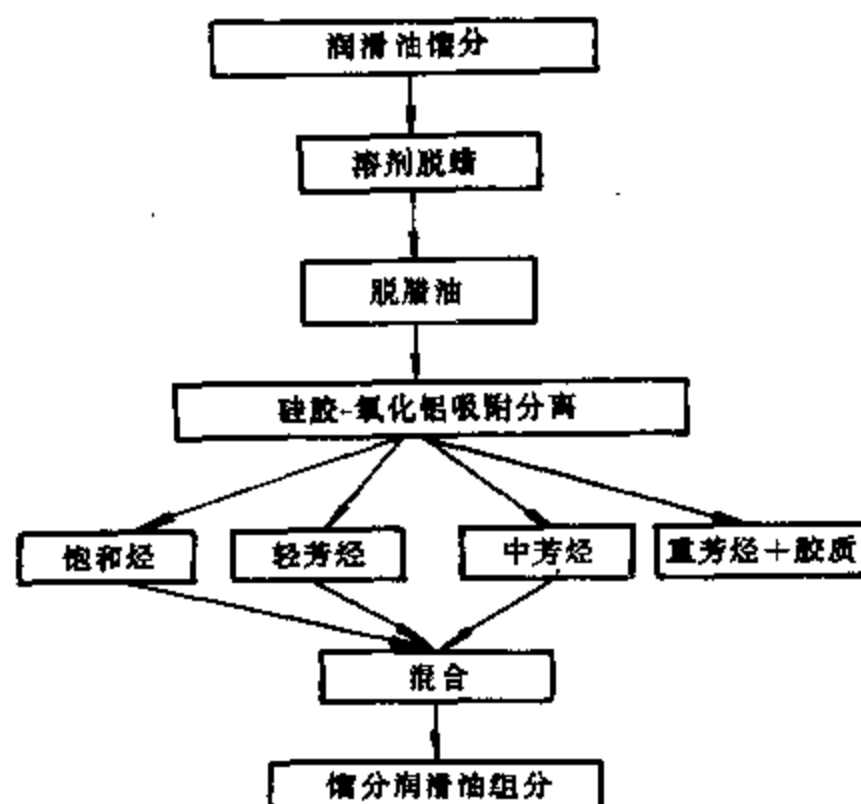 润滑油馏分
溶剂脱蜡
脱腊油
硅胶-氧化铝吸附分离
饱和烃
轻芳烃
中芳烃
重芳烃+胶质
混合
馏分润滑油组分